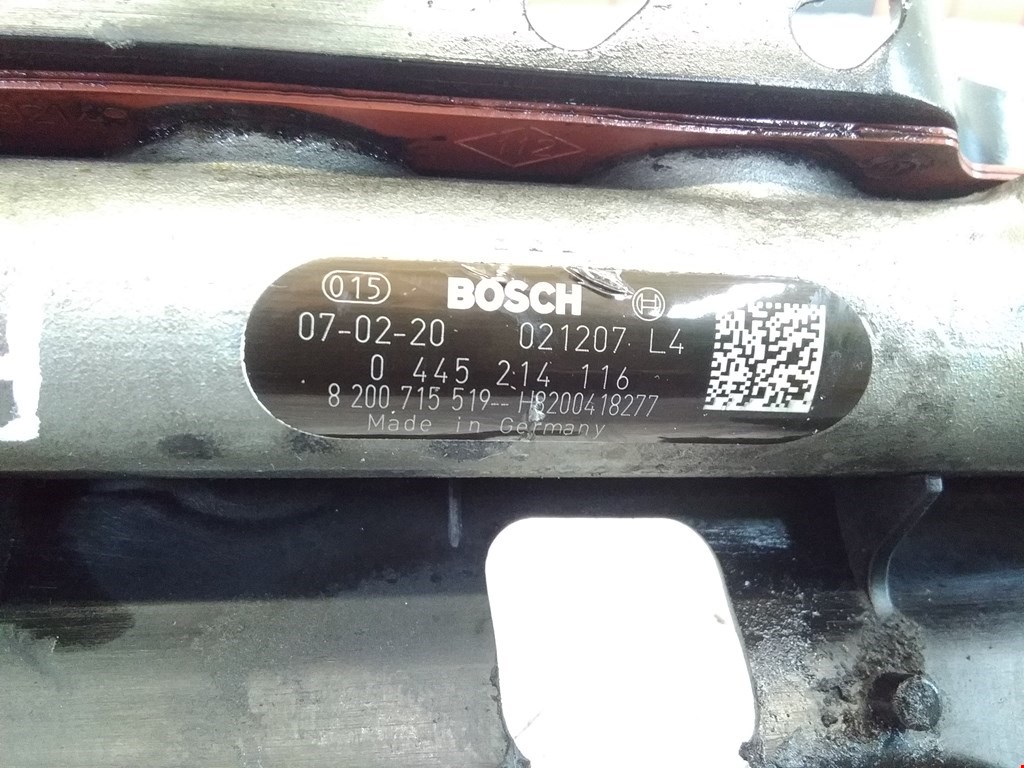 112
015 BOSCH
07-02-20 021207 L4
0 445 214 116
8 200 715 519-- H8200418277
Made in Germany